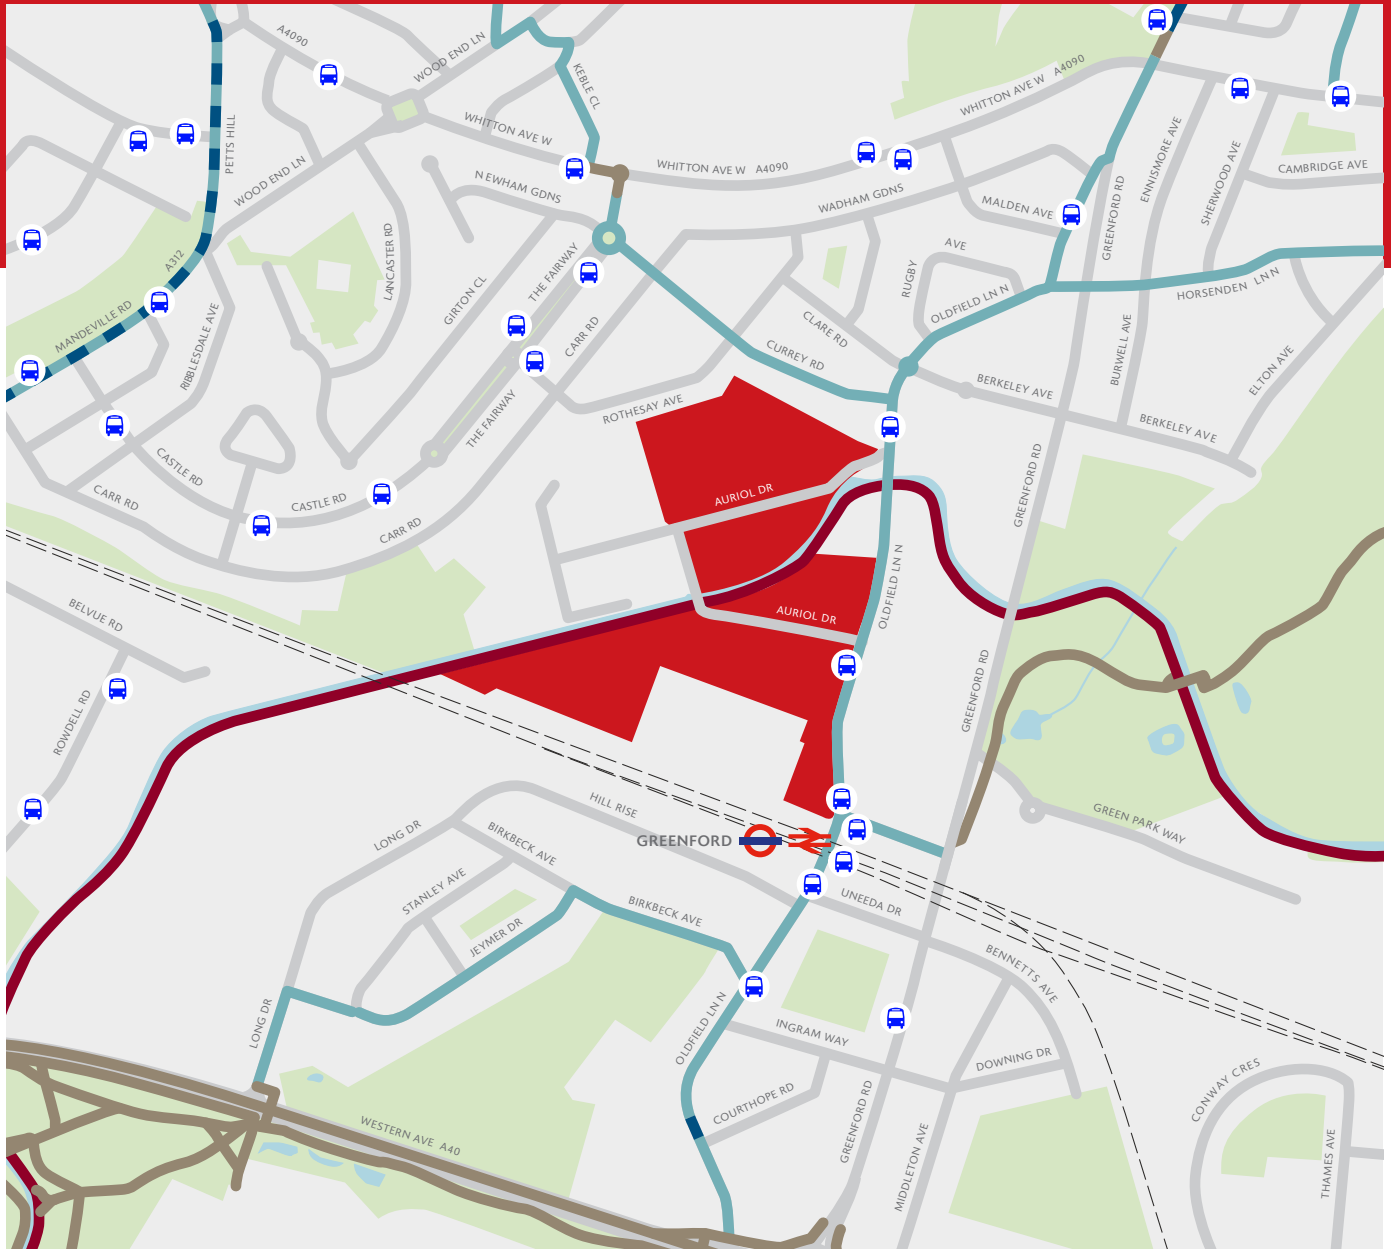 A4090
WOOD END LN
KEBLE CL
WHITTON AVE W A4090
PETTS HILL
WHITTON AVE W
ENNISMORE AVE
WOOD END LN
WHITTON AVE W A4090
CAMBRIDGE AVE
SHERWOOD AVE
NEWHAM GDNS
WADHAM GDNS
MALDEN AVE
GREENFORD RD
A312
LANCASTER RD
AVE
RUGBY
THE FAIRWAY
GIRTON CL
HORSENDEN LN N
MANDEVILLE RD
OLDFIELD LN N
RIBBLESDALE AVE
CARR RD
CLARE RD
CURREY RD
BURWELL AVE
ELTON AVE
BERKELEY AVE
ROTHESAY AVE
THE FAIRWAY
BERKELEY AVE
CASTLE RD
GREENFORD RD
CARR RD
CASTLE RD
AURIOL DR
CARR RD
OLDFIELD LN N
BELVUE RD
AURIOL DR
GREENFORD RD
ROWDELL RD
HILL RISE
GREEN PARK WAY
LONG DR
BIRKBECK AVE
GREENFORD
STANLEY AVE
UNEEDA DR
BIRKBECK AVE
JEYMER DR
BENNETTS AVE
LONG DR
OLDFIELD LN N
INGRAM WAY
DOWNING DR
CONWAY CRES
COURTHOPE RD
GREENFORD RD
WESTERN AVE A40
MIDDLETON AVE
THAMES AVE